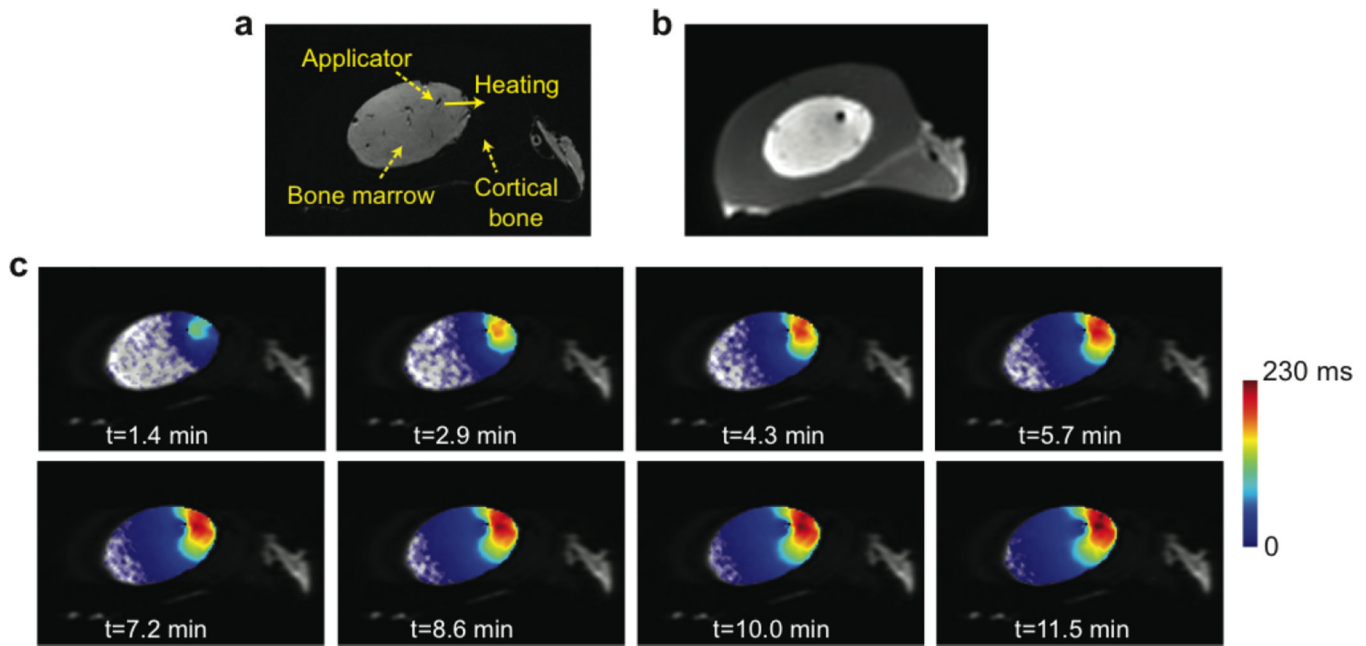 a
b
Applicator
Heating
Bone marrow
Cortical
bone
c
t=1.4 min
t=2.9 min
t=4.3 min
t=5.7 min
230 ms
0
t=7.2 min
t=8.6 min
t=10.0 min
t=11.5 min